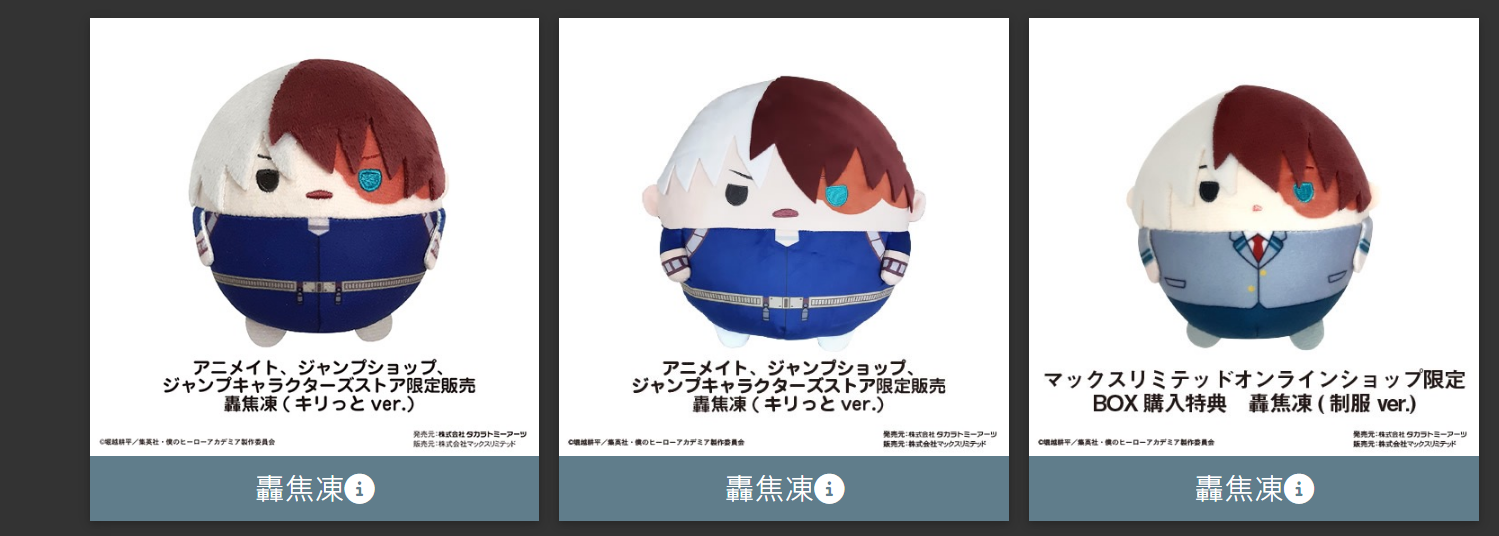 アニメイト、ジャンプショップ、
ジャンプキャラクターズストア限定販売
轟焦凍 ( キリっと ver.)
©堀越耕平／集英社・僕のヒーローアカデミア製作委員会
発売元：株式会社 タカラトミーアーツ
販売元：株式会社マックスリミテッド
轟焦凍
アニメイト、ジャンプショップ、
ジャンプキャラクターズストア限定販売
轟焦凍 ( キリっと ver.)
©堀越耕平／集英社・僕のヒーローアカデミア製作委員会
発売元：株式会社 タカラトミーアーツ
販売元：株式会社マックスリミテッド
轟焦凍
マックスリミテッドオンラインショップ限定
BOX 購入特典　轟焦凍 ( 制服 ver.)
©堀越耕平／集英社・僕のヒーローアカデミア製作委員会
発売元：株式会社 タカラトミーアーツ
販売元：株式会社マックスリミテッド
轟焦凍